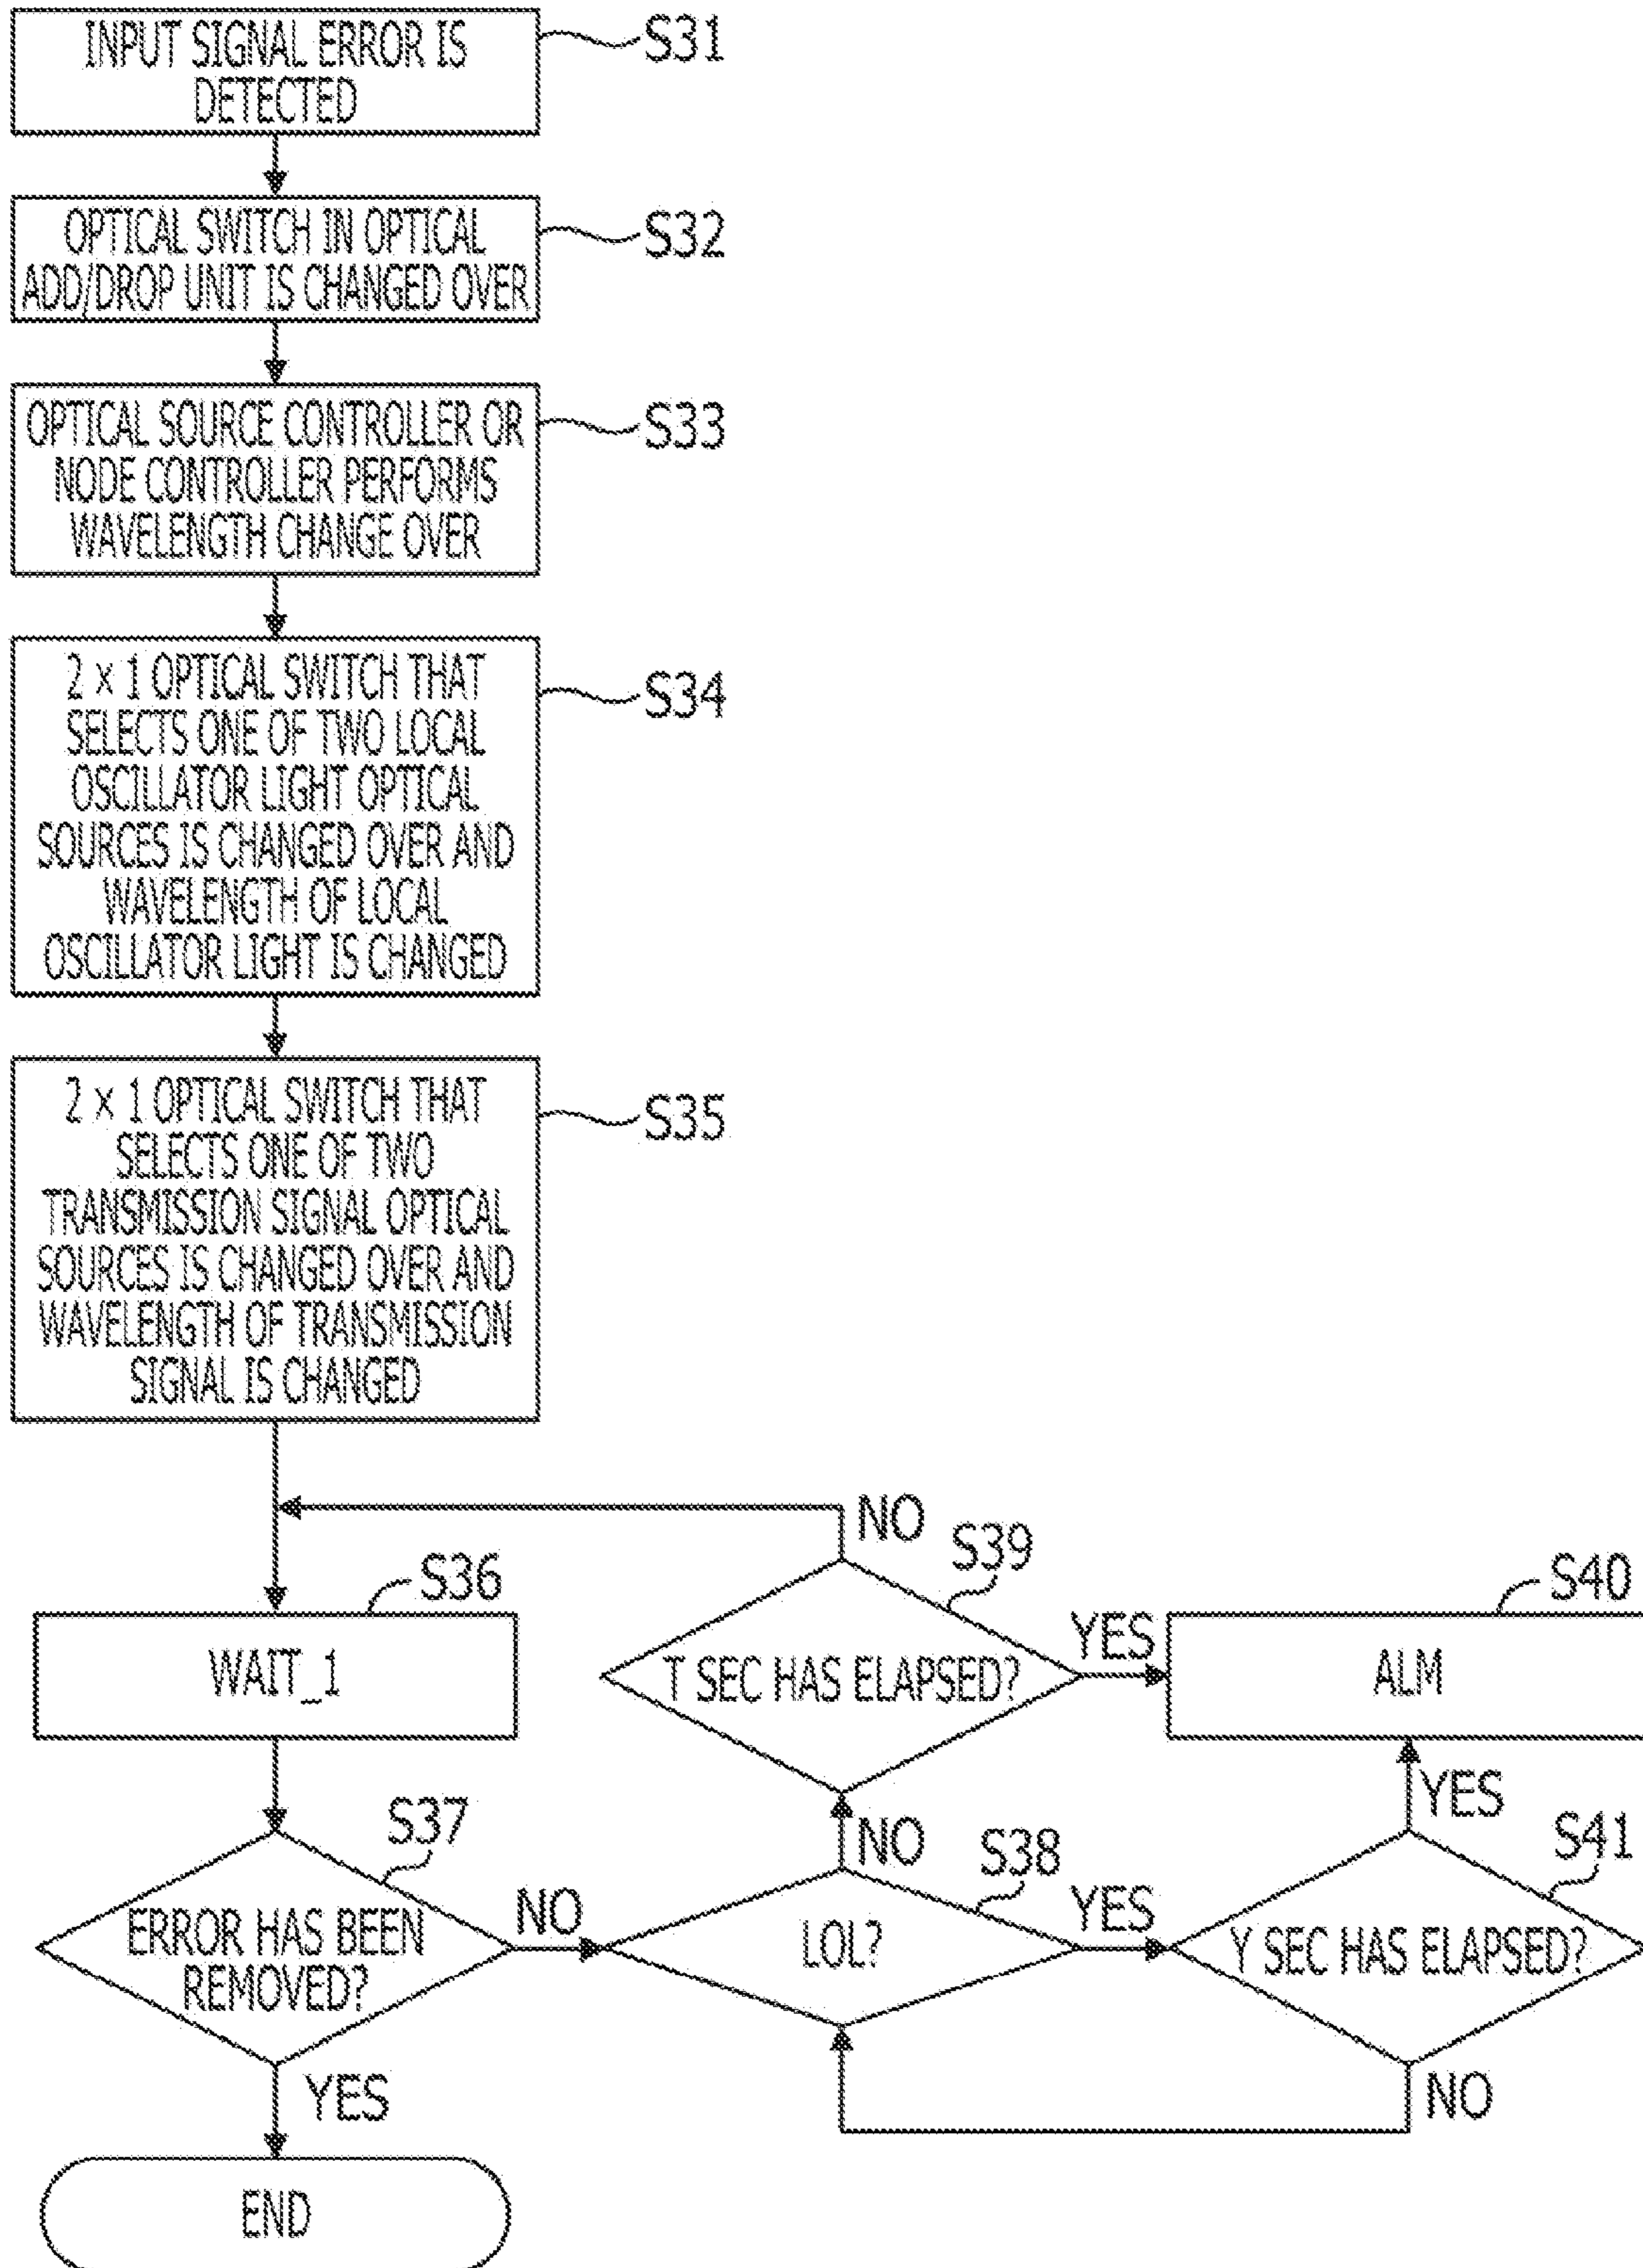 INPUT SIGNAL ERROR IS
DETECTED
S31
OPTICAL SWITCH IN OPTICAL
ADD/DROP UNIT IS CHANGED OVER
S32
OPTICAL SOURCE CONTROLLER OR
NODE CONTROLLER PERFORMS
WAVELENGTH CHANGE OVER
S33
2 × 1 OPTICAL SWITCH THAT
SELECTS ONE OF TWO LOCAL
OSCILLATOR LIGHT OPTICAL
SOURCES IS CHANGED OVER AND
WAVELENGTH OF LOCAL
OSCILLATOR LIGHT IS CHANGED
S34
2 × 1 OPTICAL SWITCH THAT
SELECTS ONE OF TWO
TRANSMISSION SIGNAL OPTICAL
SOURCES IS CHANGED OVER AND
WAVELENGTH OF TRANSMISSION
SIGNAL IS CHANGED
S35
NO
S36
S39
S40
WAIT_1
T SEC HAS ELAPSED?
YES
ALM
S37
NO
S38
YES
S41
ERROR HAS BEEN
REMOVED?
NO
LOL?
YES
Y SEC HAS ELAPSED?
YES
NO
END